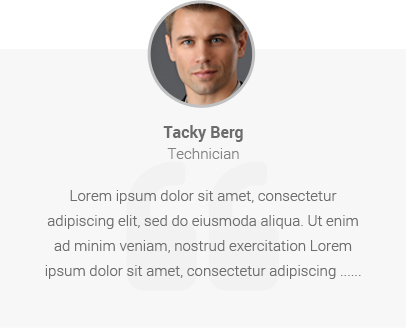 Tacky Berg
Technician
Lorem ipsum dolor sit amet, consectetur
adipiscing elit, sed do eiusmoda aliqua. Ut enim
ad minim veniam, nostrud exercitation Lorem
ipsum dolor sit amet, consectetur adipiscing ......